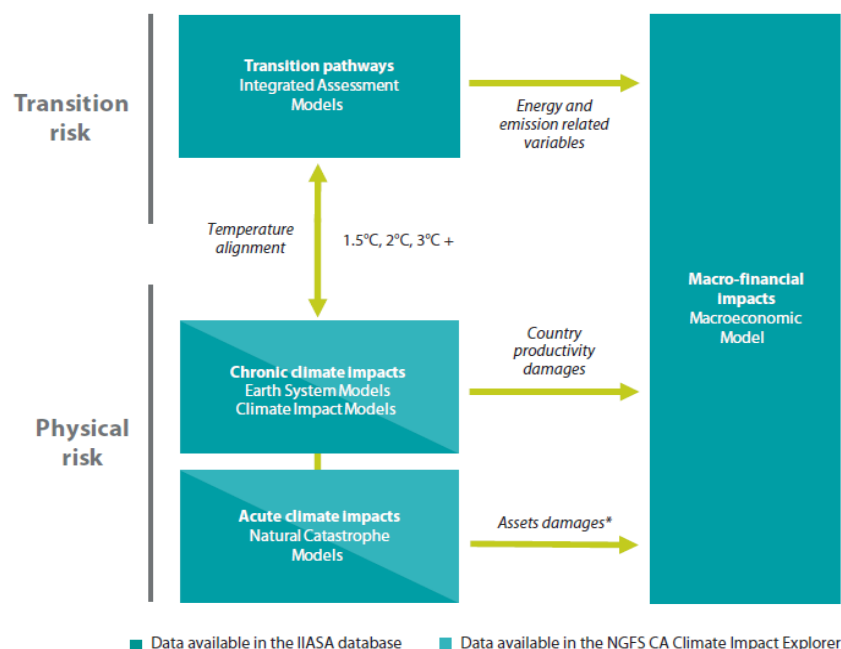 Transition
risk
Transition pathways
Integrated Assessment
Models
Energy and
emission related
variables
Temperature
alignment
1.5°C, 2°C, 3°C +
Macro-financial
impacts
Macroeconomic
Model
Physical
risk
Chronic climate impacts
Earth System Models
Climate Impact Models
Country
productivity
damages
Acute climate impacts
Natural Catastrophe
Models
Assets damages*
Data available in the IIASA database
Data available in the NGFS CA Climate Impact Explorer